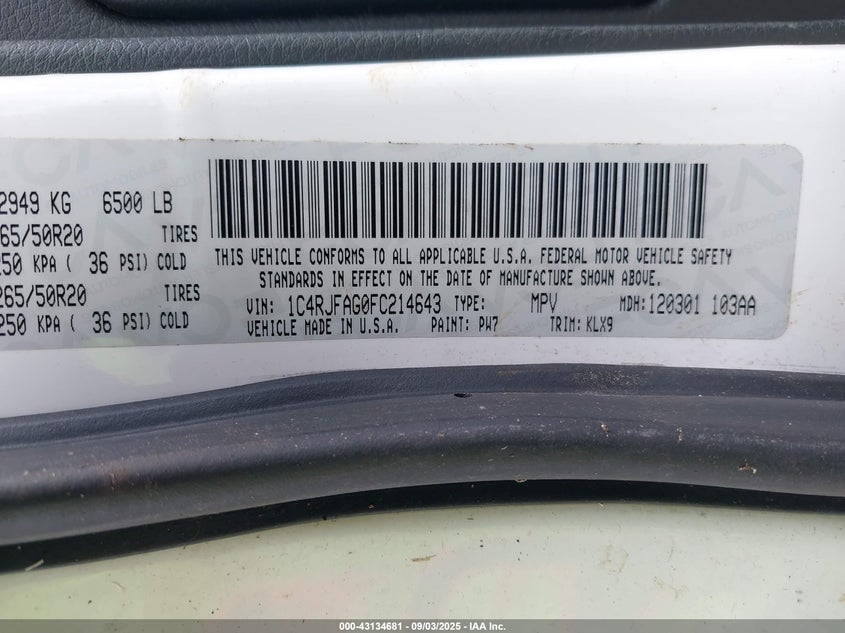 2949 KG 6500 LB
65/50R20 TIRES
250 KPA ( 36 PSI) COLD
265/50R20 TIRES
250 KPA ( 36 PSI) COLD
THIS VEHICLE CONFORMS TO ALL APPLICABLE U.S.A. FEDERAL MOTOR VEHICLE SAFETY
STANDARDS IN EFFECT ON THE DATE OF MANUFACTURE SHOWN ABOVE.
VIN: 1C4RJFAG0FC214643 TYPE: MPV MDH: 120301 103AA
VEHICLE MADE IN U.S.A. PAINT: PW7 TRIM: KLX9
000-43134681 - 09/03/2025 - IAA Inc.